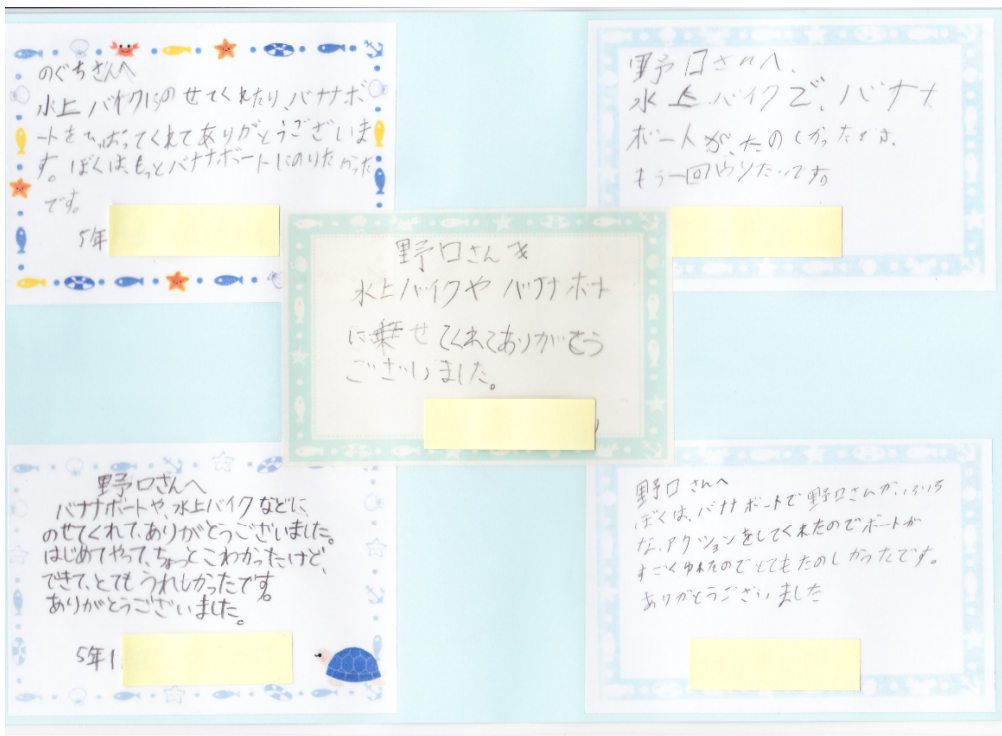 のぐちさんへ
水上バイクにのせてくれたり、バナナボ
ートをひっぱってくれてありがとうございま
す。ぼくは、もっとバナナボートにのりたかった
です。
5年
野口さんへ、
水上バイクで、バナナ
ボートが、たのしかったです。
もう一回やりたいです。
野口さんへ
水上バイクや バナナボート
に乗せてくれてありがとう
ございました。
野口さんへ
バナナボートや、水上バイクなどに、
のせてくれて、ありがとうございました。
はじめてやって、ちょっとこわかったけど、
できて、とてもうれしかったです。
ありがとうございました。
5年1
野口さんへ
ぼくは、バナナボートで野口さんが、いろいろ
な、アクションをしてくれたのでボートが
すごくゆれたのでとてもたのしかったです。
ありがとうございました